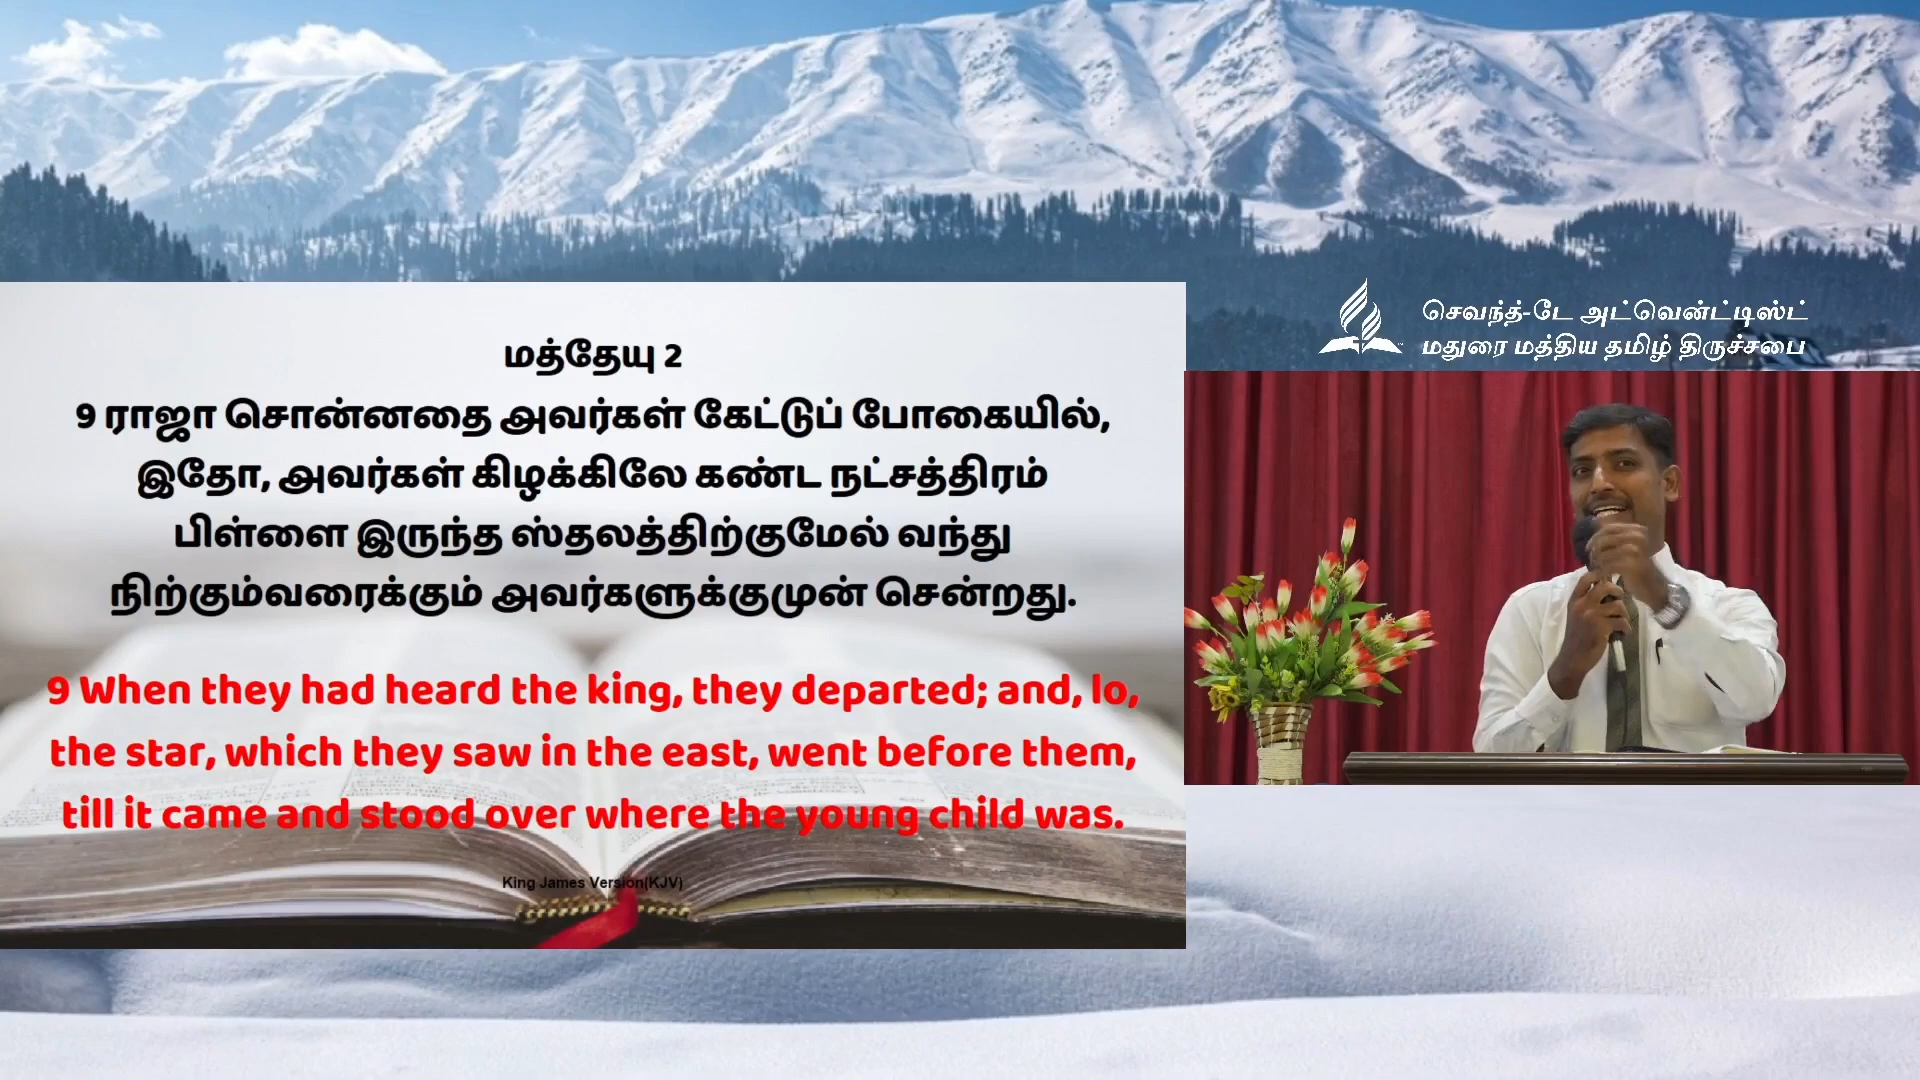 மத்தேயு 2
9 ராஜா சொன்னதை அவர்கள் கேட்டுப் போகையில்,
இதோ, அவர்கள் கிழக்கிலே கண்ட நட்சத்திரம்
பிள்ளை இருந்த ஸ்தலத்திற்குமேல் வந்து
நிற்கும்வரைக்கும் அவர்களுக்குமுன் சென்றது.
9 When they had heard the king, they departed; and, lo,
the star, which they saw in the east, went before them,
till it came and stood over where the young child was.
King James Version(KJV)
செவந்த்-டே அட்வென்ட்டிஸ்ட்
மதுரை மத்திய தமிழ் திருச்சபை